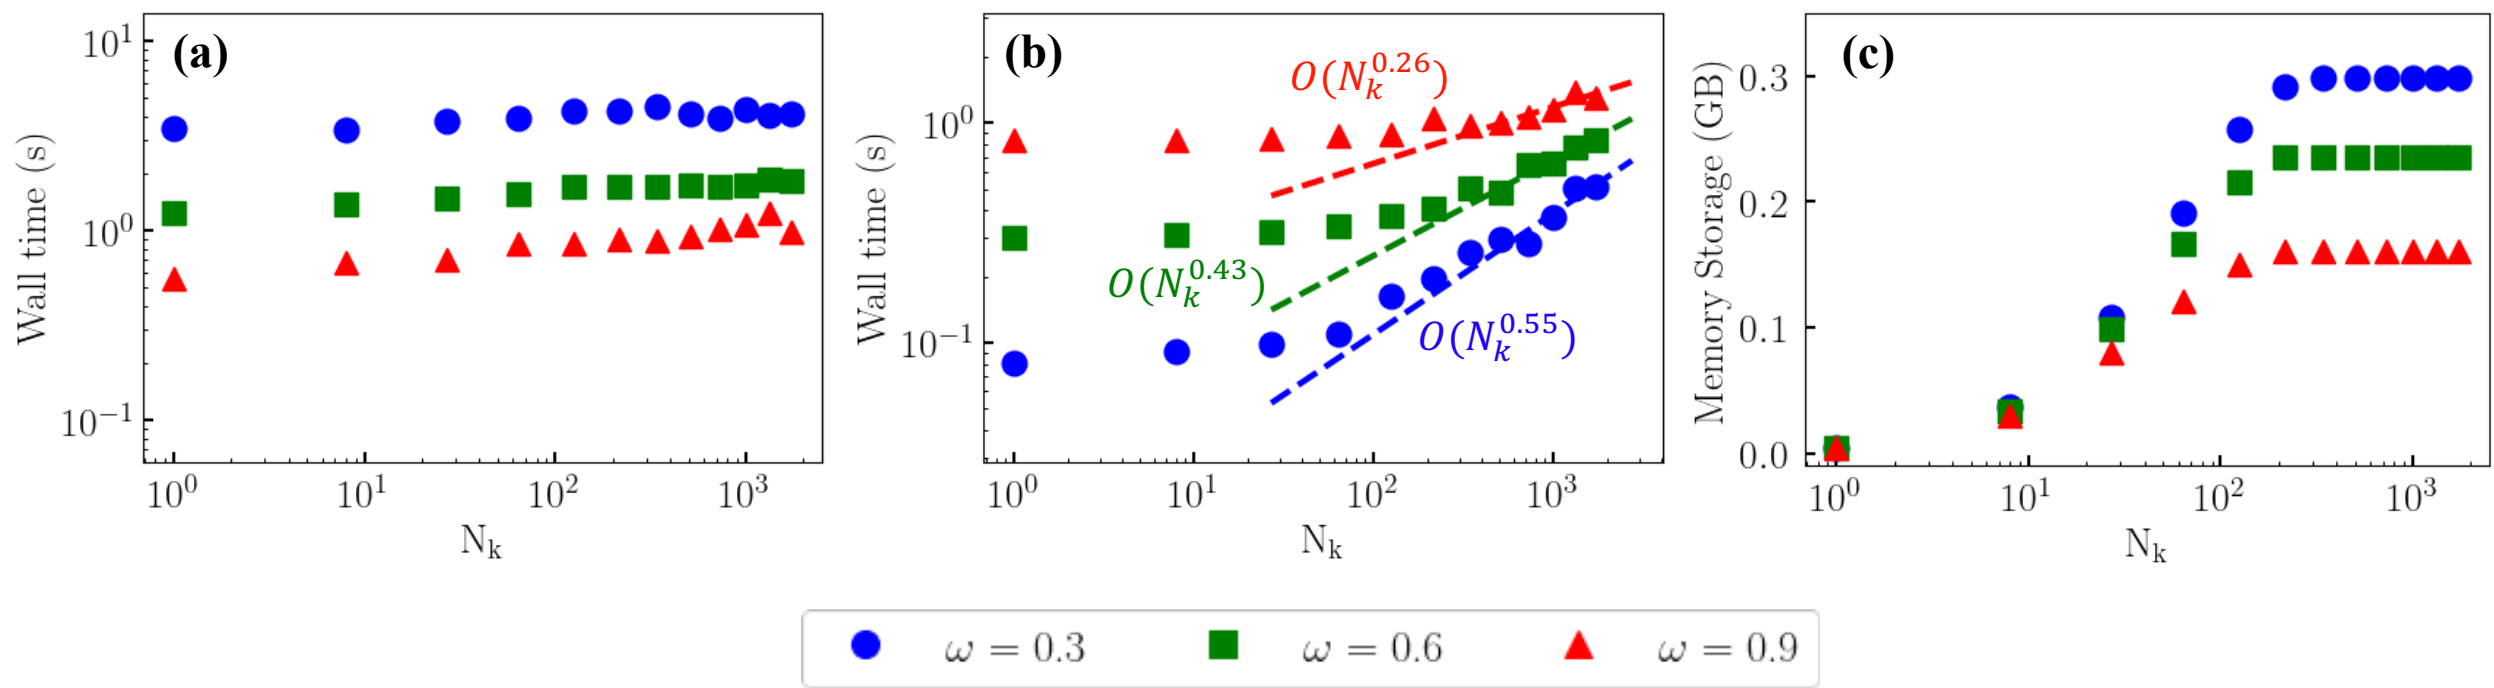 (a)
Wall time (s)
10^1
10^0
10^−1
10^0 10^1 10^2 10^3
N_k
(b)
Wall time (s)
10^0
10^−1
O(N_k^0.26)
O(N_k^0.43)
O(N_k^0.55)
10^0 10^1 10^2 10^3
N_k
(c)
Memory Storage (GB)
0.3
0.2
0.1
0.0
10^0 10^1 10^2 10^3
N_k
ω = 0.3 ω = 0.6 ω = 0.9